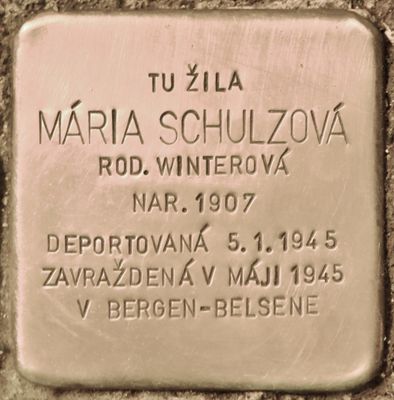 TU ŽILA
MÁRIA SCHULZOVÁ
ROD. WINTEROVÁ
NAR. 1907
DEPORTOVANÁ 5.1.1945
ZAVRAŽDENÁ V MÁJI 1945
V BERGEN-BELSENE